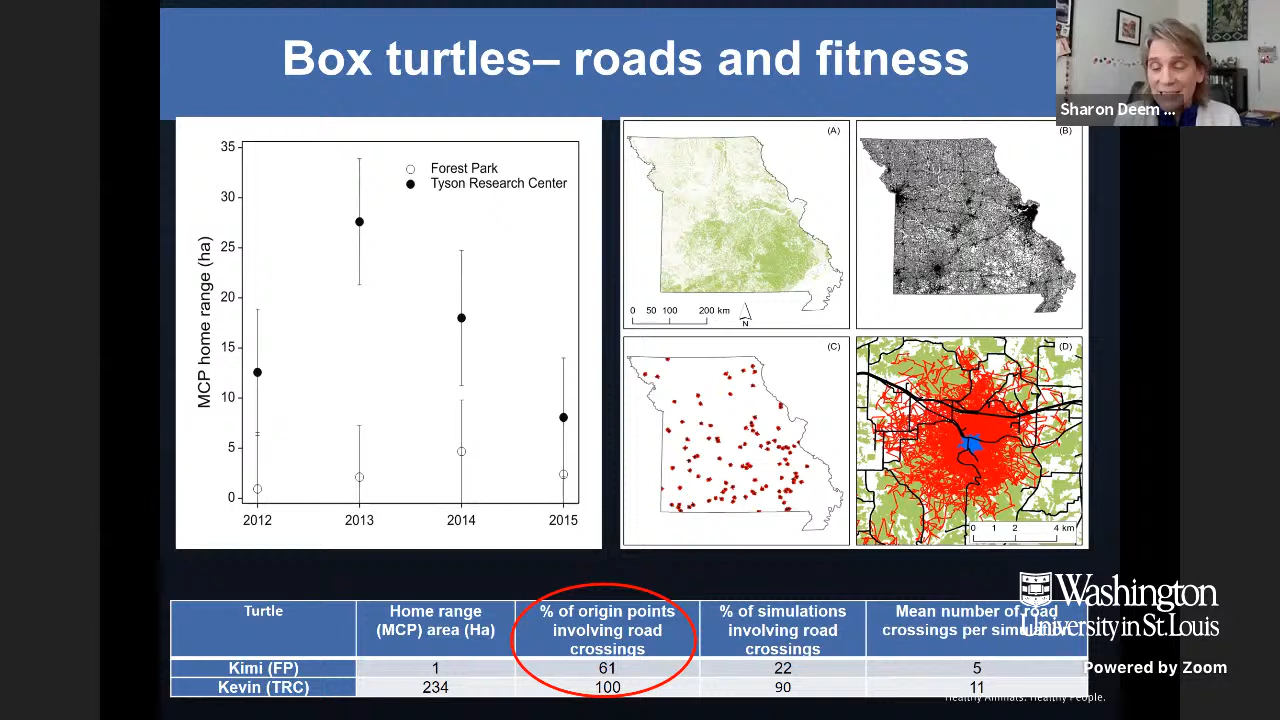 Box turtles– roads and fitness
Sharon Deem ...
MCP home range (ha)
35
30
25
20
15
10
5
0
2012
2013
2014
2015
Forest Park
Tyson Research Center
(A)
0 50 100 200 km
N
(B)
(C)
(D)
0 1 2 4 km
Turtle
Home range
(MCP) area (Ha)
% of origin points
involving road
crossings
% of simulations
involving road
crossings
Mean number of road
crossings per
Kimi (FP) 1 61 22 5
Kevin (TRC) 234 100 90 11
Washington
University in St. Louis
Powered by Zoom
Healthy Animals. Healthy People.